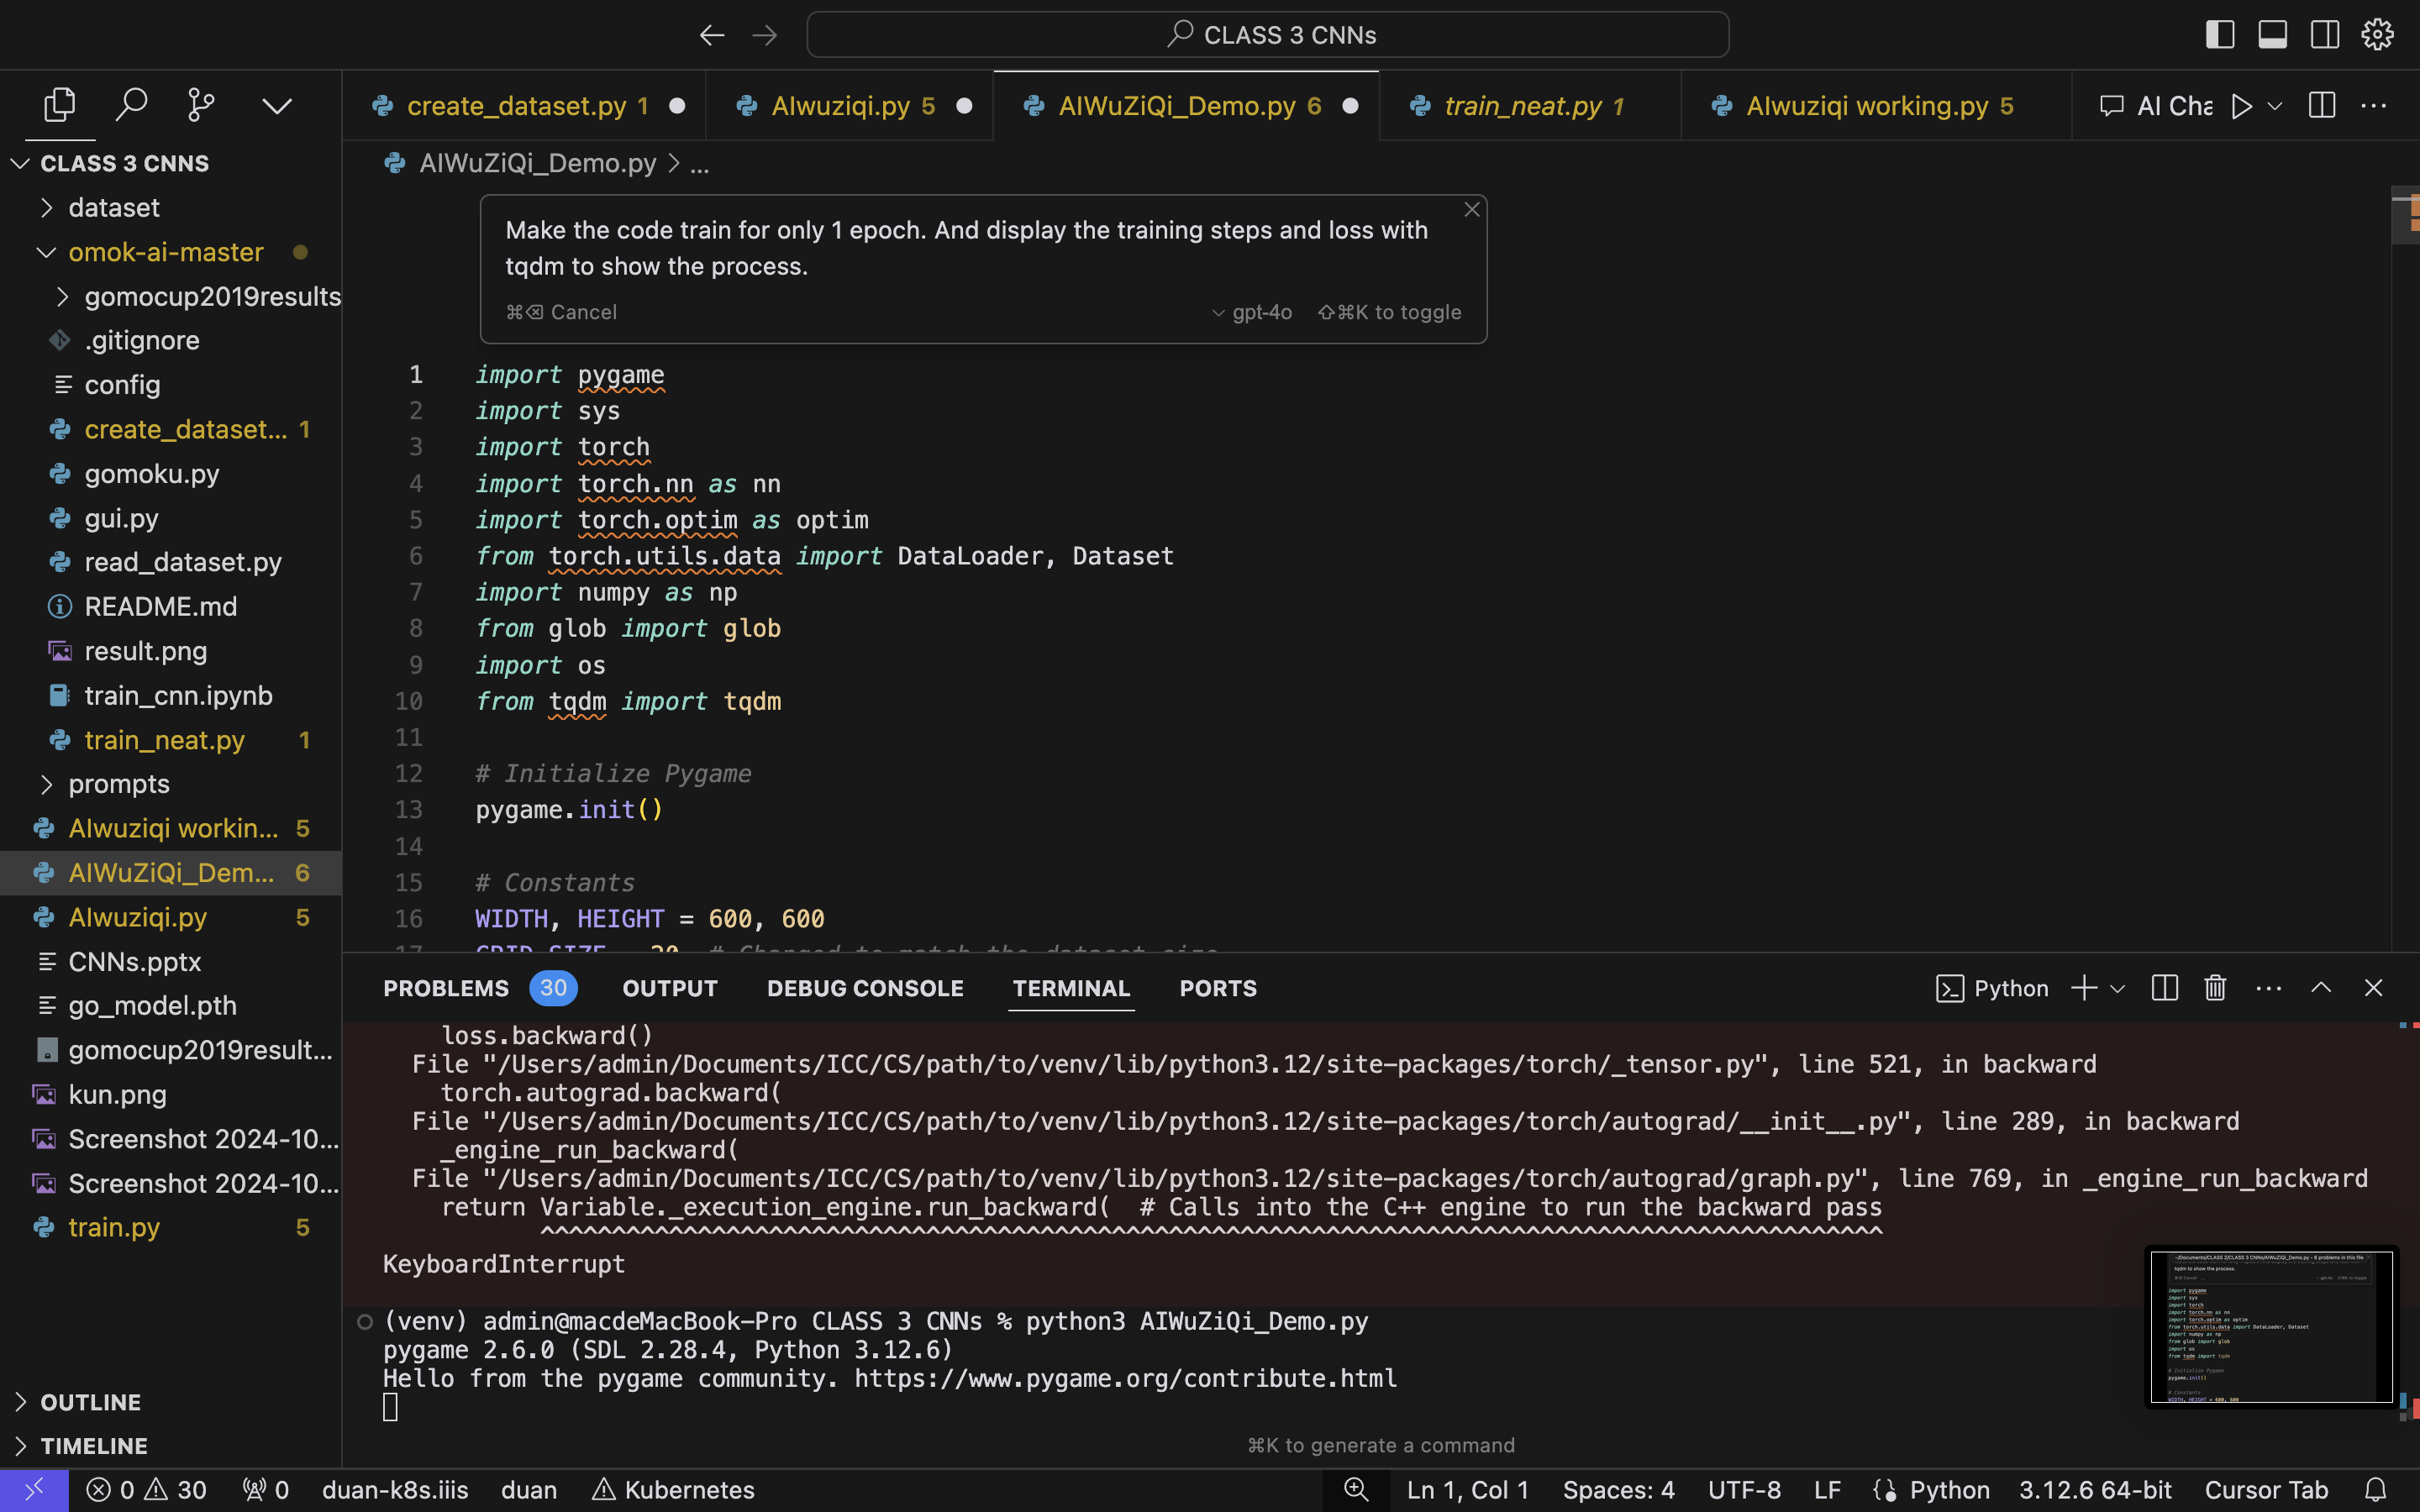 CLASS 3 CNNs
create_dataset.py 1
AIwuziqi.py 5
AIWuZiQi_Demo.py 6
train_neat.py 1
AIwuziqi working.py 5
AI Cha
CLASS 3 CNNS
dataset
omok-ai-master
gomocup2019results
.gitignore
config
create_dataset... 1
gomoku.py
gui.py
read_dataset.py
README.md
result.png
train_cnn.ipynb
train_neat.py 1
prompts
AIwuziqi workin... 5
AIWuZiQi_Dem... 6
AIwuziqi.py 5
CNNs.pptx
go_model.pth
gomocup2019result...
kun.png
Screenshot 2024-10...
Screenshot 2024-10...
train.py 5
OUTLINE
TIMELINE
AIWuZiQi_Demo.py > ...
Make the code train for only 1 epoch. And display the training steps and loss with
tqdm to show the process.
⌘⌫ Cancel
gpt-4o
⇧⌘K to toggle
1 import pygame
2 import sys
3 import torch
4 import torch.nn as nn
5 import torch.optim as optim
6 from torch.utils.data import DataLoader, Dataset
7 import numpy as np
8 from glob import glob
9 import os
10 from tqdm import tqdm
11
12 # Initialize Pygame
13 pygame.init()
14
15 # Constants
16 WIDTH, HEIGHT = 600, 600
17 GRID_SIZE = 20 # Changed to match the dataset size
PROBLEMS 30 OUTPUT DEBUG CONSOLE TERMINAL PORTS
Python
loss.backward()
File "/Users/admin/Documents/ICC/CS/path/to/venv/lib/python3.12/site-packages/torch/_tensor.py", line 521, in backward
torch.autograd.backward(
File "/Users/admin/Documents/ICC/CS/path/to/venv/lib/python3.12/site-packages/torch/autograd/__init__.py", line 289, in backward
_engine_run_backward(
File "/Users/admin/Documents/ICC/CS/path/to/venv/lib/python3.12/site-packages/torch/autograd/graph.py", line 769, in _engine_run_backward
return Variable._execution_engine.run_backward( # Calls into the C++ engine to run the backward pass
^^^^^^^^^^^^^^^^^^^^^^^^^^^^^^^^^^^^^^^^^^^^^^^^^^^^^^^^^^^^^^^^^^^^^^^^^^^^^^^^^^^^^^^^^^^^^^
KeyboardInterrupt
(venv) admin@macdeMacBook-Pro CLASS 3 CNNs % python3 AIWuZiQi_Demo.py
pygame 2.6.0 (SDL 2.28.4, Python 3.12.6)
Hello from the pygame community. https://www.pygame.org/contribute.html
⌘K to generate a command
0 30 0 duan-k8s.iiis duan Kubernetes
Ln 1, Col 1 Spaces: 4 UTF-8 LF Python 3.12.6 64-bit Cursor Tab